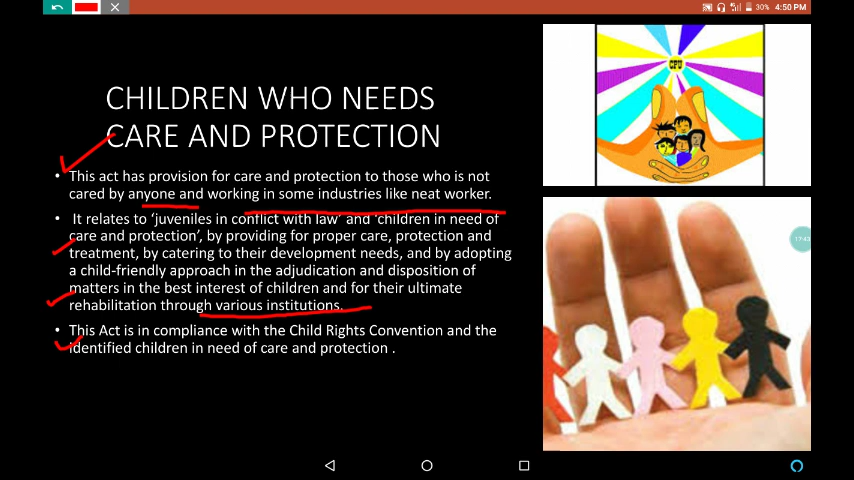 30% 4:50 PM
CHILDREN WHO NEEDS
CARE AND PROTECTION
• This act has provision for care and protection to those who is not
cared by anyone and working in some industries like neat worker.
• It relates to ‘juveniles in conflict with law’ and ‘children in need of
care and protection’, by providing for proper care, protection and
treatment, by catering to their development needs, and by adopting
a child-friendly approach in the adjudication and disposition of
matters in the best interest of children and for their ultimate
rehabilitation through various institutions.
• This Act is in compliance with the Child Rights Convention and the
identified children in need of care and protection .
CPU